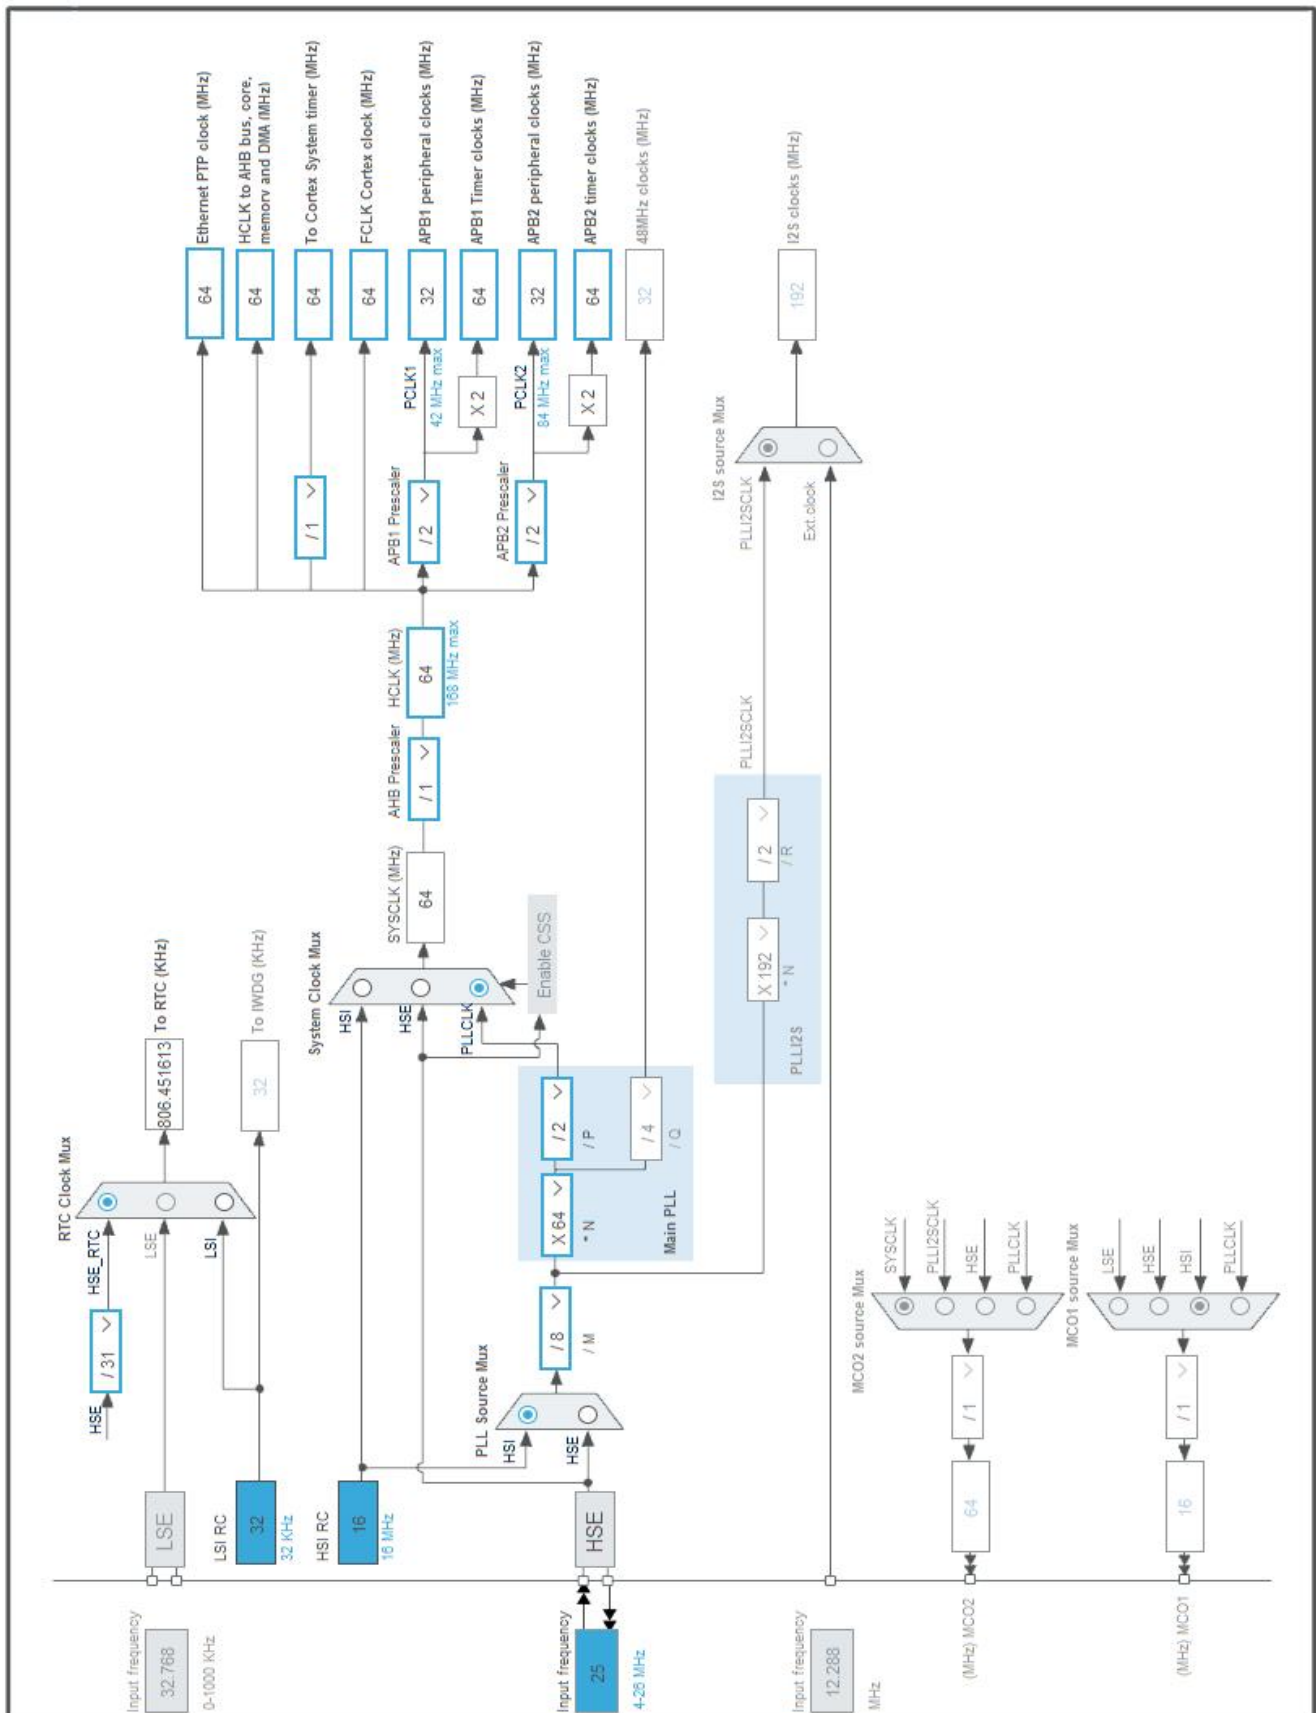 Input frequency
32.768
0-1000 KHz
LSE
LSI RC
32
32 KHz
HSE
/ 31
HSE_RTC
LSE
LSI
RTC Clock Mux
806.451613
To RTC (KHz)
32
To IWDG (KHz)
HSI RC
16
16 MHz
Input frequency
25
4-26 MHz
HSE
PLL Source Mux
HSI
HSE
/ 8
/ M
X 64
* N
/ 2
/ P
/ 4
/ Q
Main PLL
System Clock Mux
HSI
HSE
PLLCLK
Enable CSS
SYSCLK (MHz)
64
AHB Prescaler
/ 1
HCLK (MHz)
64
168 MHz max
/ 1
APB1 Prescaler
/ 2
PCLK1
42 MHz max
X 2
APB2 Prescaler
/ 2
PCLK2
84 MHz max
X 2
64
Ethernet PTP clock (MHz)
64
HCLK to AHB bus, core,
memory and DMA (MHz)
64
To Cortex System timer (MHz)
64
FCLK Cortex clock (MHz)
32
APB1 peripheral clocks (MHz)
64
APB1 Timer clocks (MHz)
32
APB2 peripheral clocks (MHz)
64
APB2 timer clocks (MHz)
32
48MHz clocks (MHz)
PLLI2S
X 192
* N
/ 2
/ R
PLLI2SCLK
PLLI2SCLK
Ext.clock
I2S source Mux
192
I2S clocks (MHz)
Input frequency
12.288
MHz
(MHz) MCO2
64
/ 1
MCO2 source Mux
SYSCLK
PLLI2SCLK
HSE
PLLCLK
(MHz) MCO1
16
/ 1
MCO1 source Mux
LSE
HSE
HSI
PLLCLK